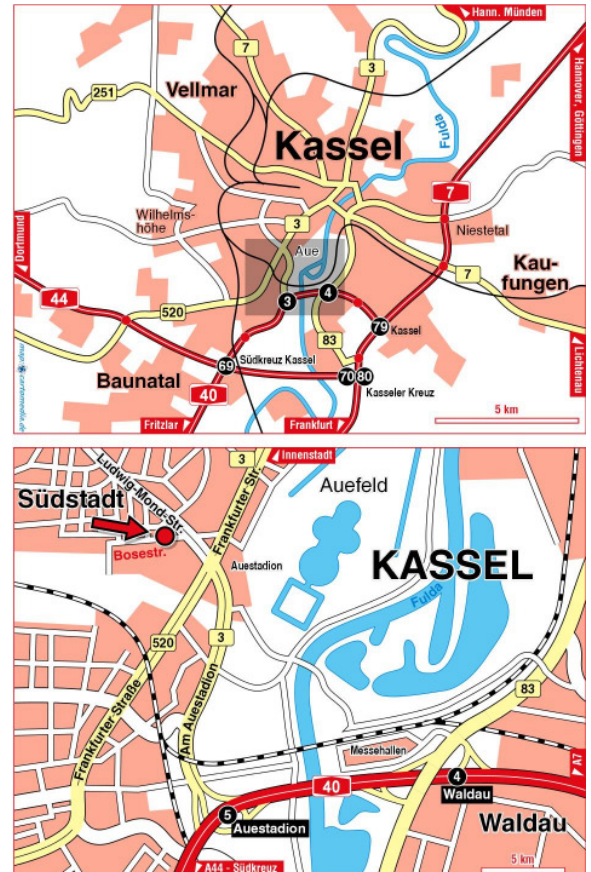 Hann. Münden
7
3
251
Vellmar
Hannover, Göttingen
Fulda
Kassel
7
Wilhelms-
höhe
3
Niestetal
Dortmund
Aue
Kau-
fungen
7
44
520
3
4
83
79
Kassel
69
Südkreuz Kassel
70
80
Kasseler Kreuz
Lichtenau
Baunatal
40
5 km
Fritzlar
Frankfurt
3
Innenstadt
Ludwig-Mond-Str.
Frankfurter Str.
Südstadt
Auefeld
Bosestr.
Auestadion
KASSEL
Fulda
520
3
83
Frankfurter Straße
Am Auestadion
Messehallen
A7
4
Waldau
40
5
Auestadion
Waldau
A44 - Südkreuz
5 km